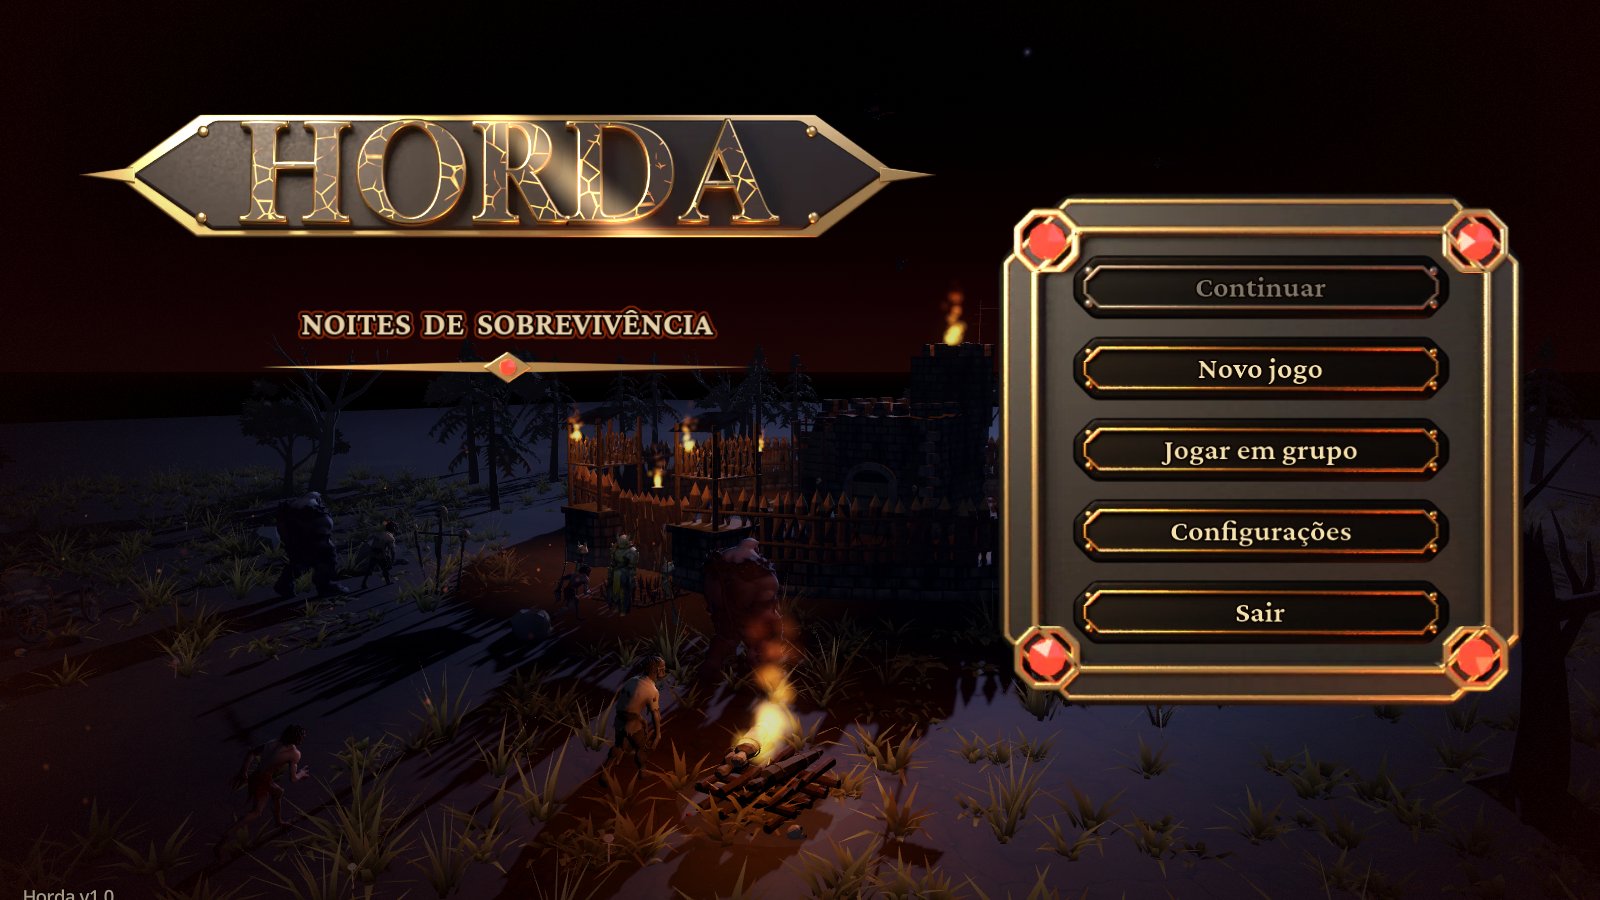 HORDA
NOITES DE SOBREVIVÊNCIA
Continuar
Novo jogo
Jogar em grupo
Configurações
Sair
Horda v1.0